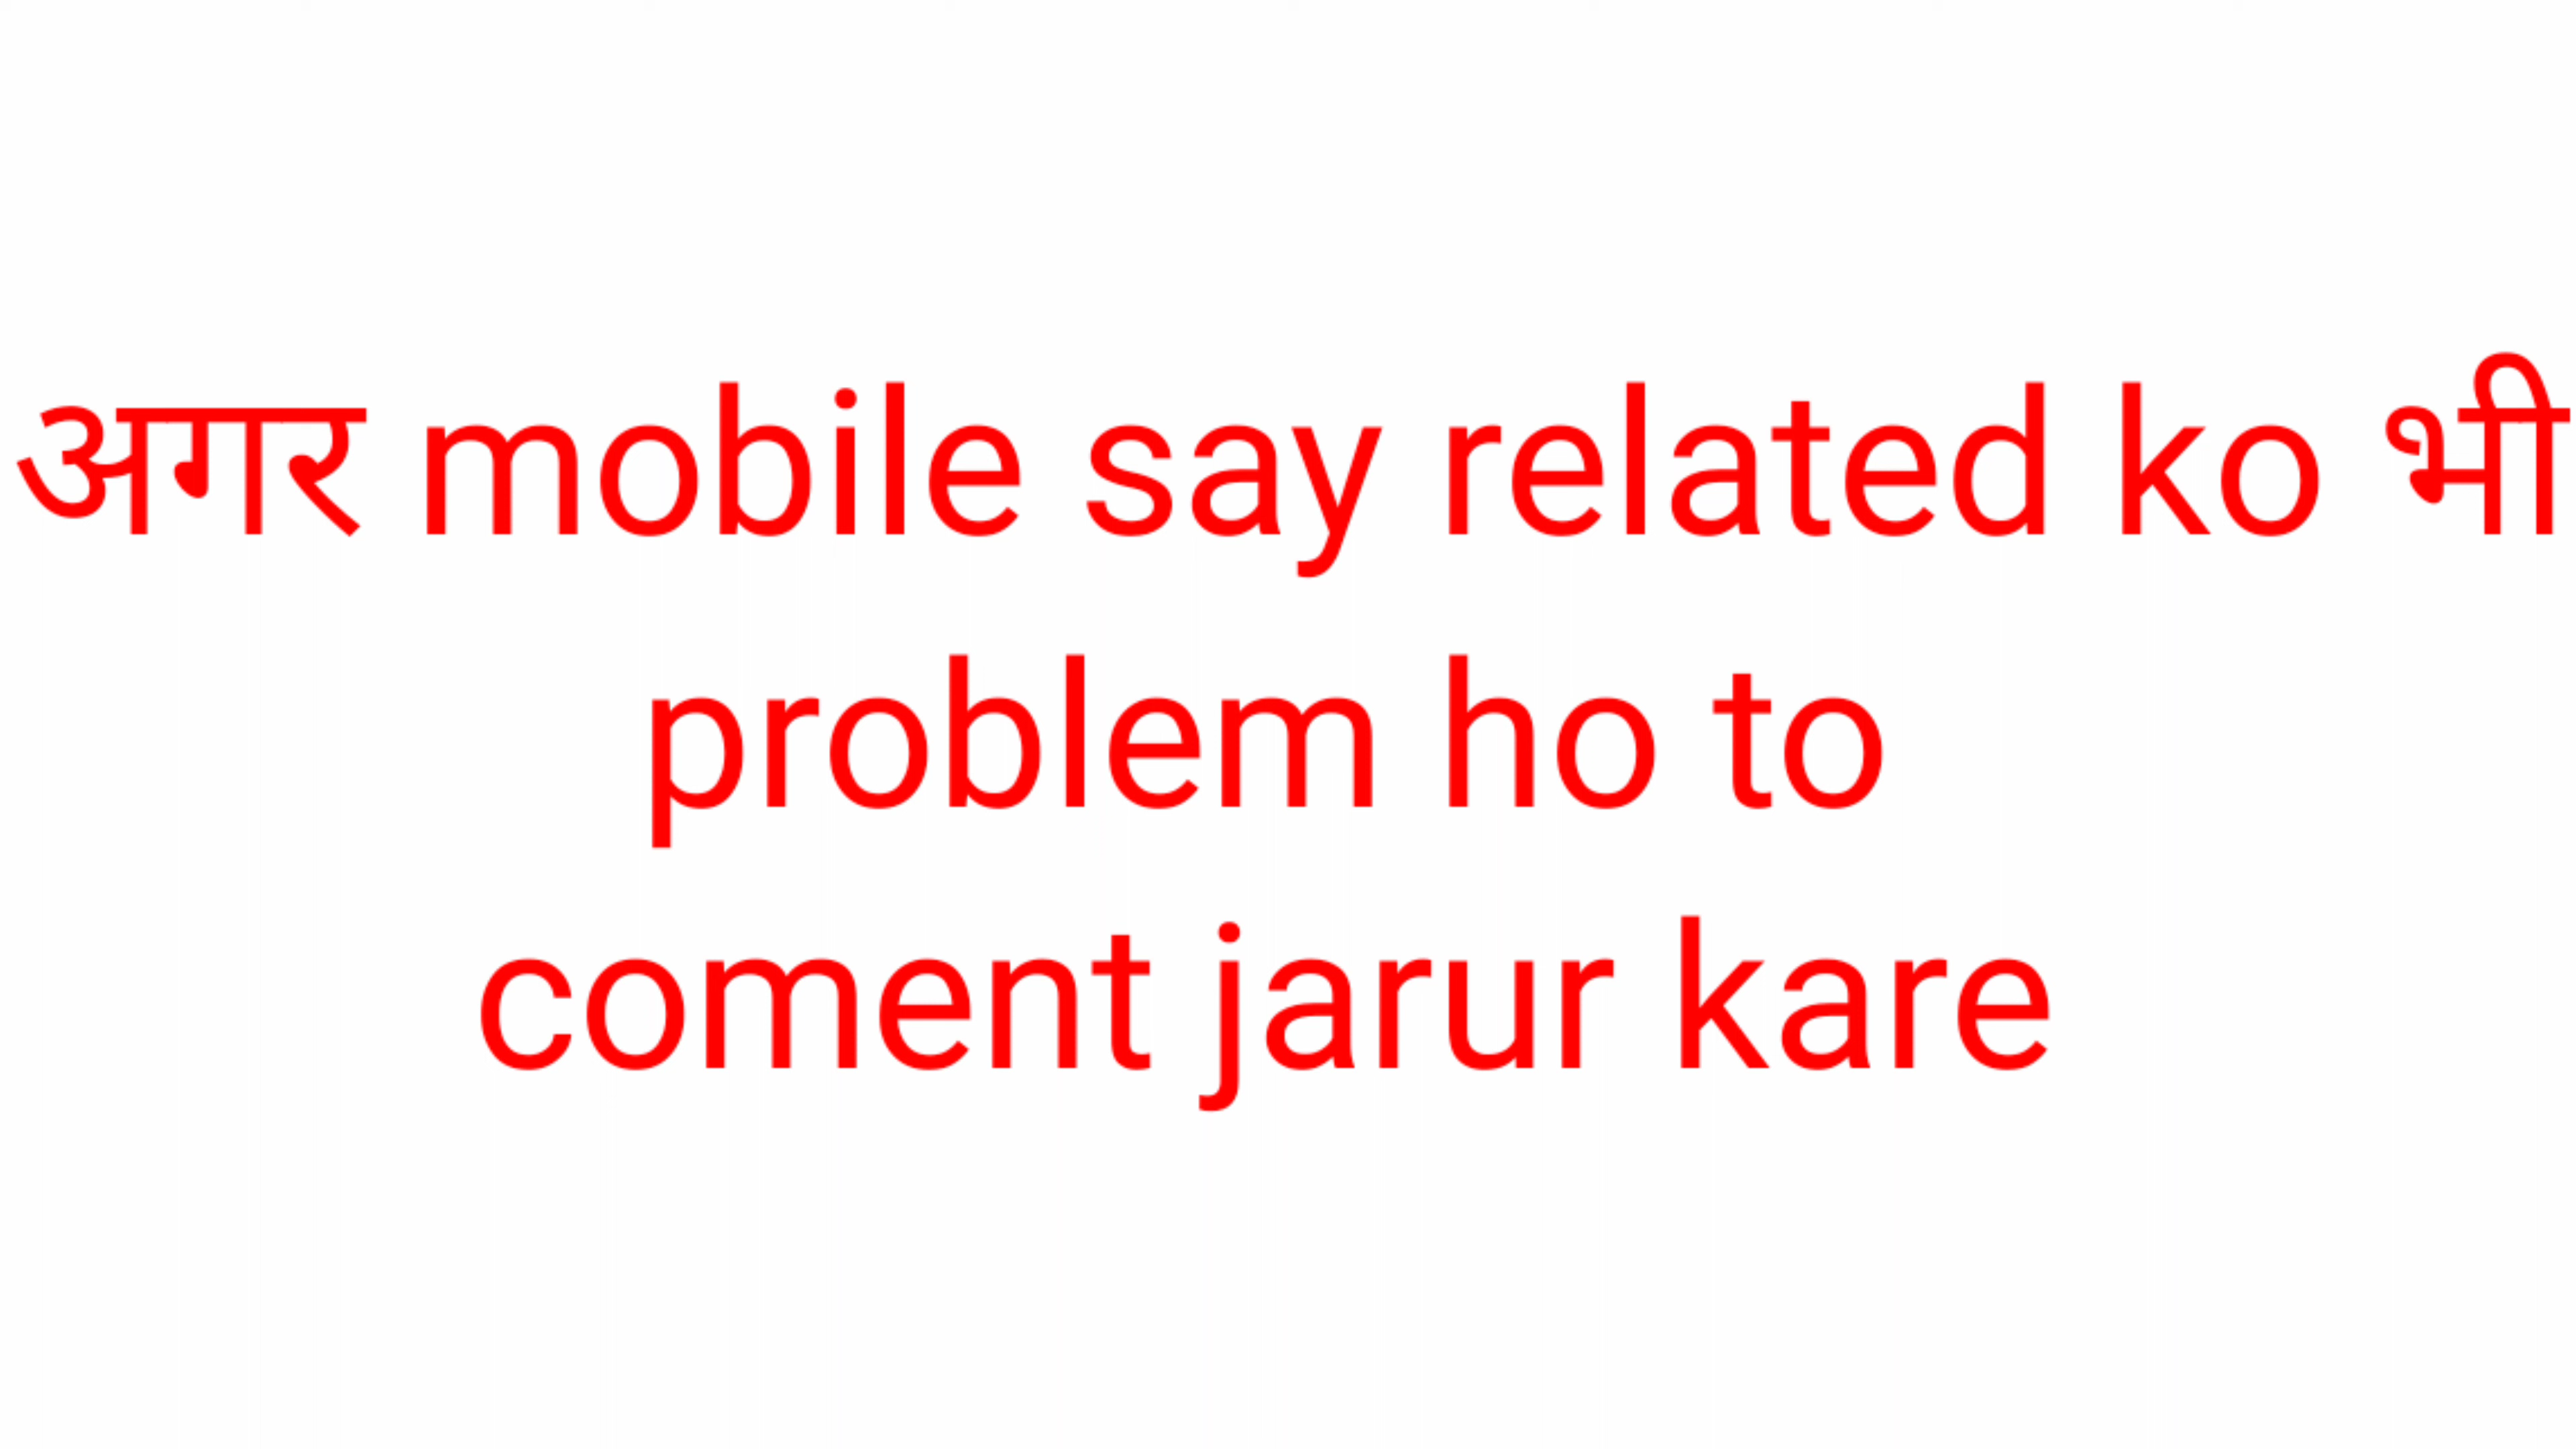 अगर mobile say related ko भी
problem ho to
coment jarur kare